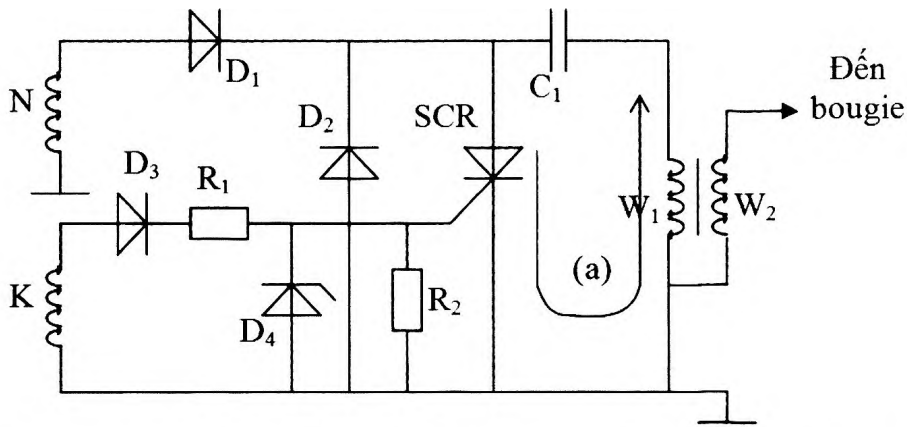 N
D₁
C₁
Đến
bougie
D₂
SCR
D₃
R₁
W₁
W₂
K
D₄
R₂
(a)